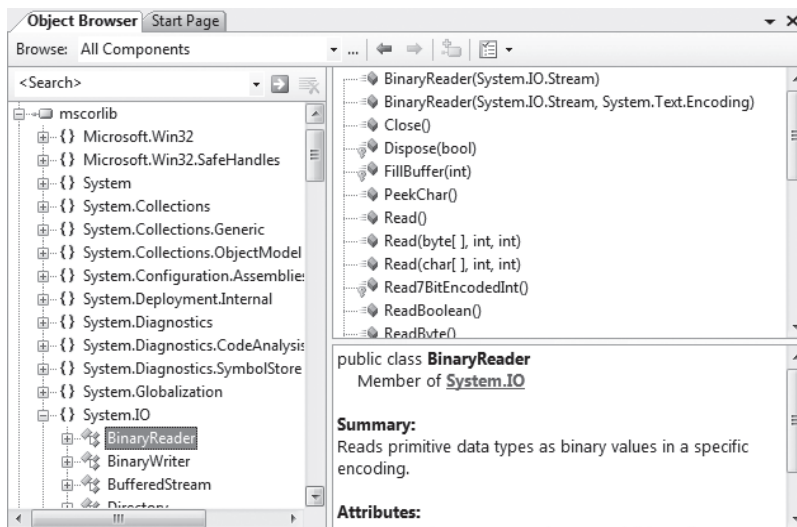 Object Browser
Start Page
Browse: All Components
...
<Search>
mscorlib
{} Microsoft.Win32
{} Microsoft.Win32.SafeHandles
{} System
{} System.Collections
{} System.Collections.Generic
{} System.Collections.ObjectModel
{} System.Configuration.Assemblies
{} System.Deployment.Internal
{} System.Diagnostics
{} System.Diagnostics.CodeAnalysis
{} System.Diagnostics.SymbolStore
{} System.Globalization
{} System.IO
BinaryReader
BinaryWriter
BufferedStream
Directory
BinaryReader(System.IO.Stream)
BinaryReader(System.IO.Stream, System.Text.Encoding)
Close()
Dispose(bool)
FillBuffer(int)
PeekChar()
Read()
Read(byte[ ], int, int)
Read(char[ ], int, int)
Read7BitEncodedInt()
ReadBoolean()
ReadByte()
public class BinaryReader
Member of System.IO
Summary:
Reads primitive data types as binary values in a specific
encoding.
Attributes: